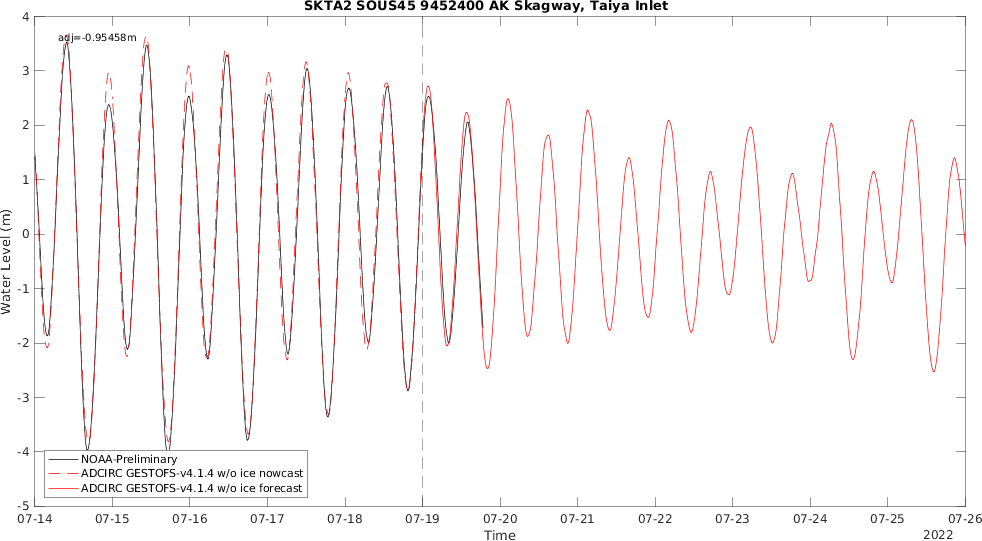 SKTA2 SOUS45 9452400 AK Skagway, Taiya Inlet
adj=-0.95458m
4
3
2
1
0
-1
-2
-3
-4
-5
Water Level (m)
NOAA-Preliminary
ADCIRC GESTOFS-v4.1.4 w/o ice nowcast
ADCIRC GESTOFS-v4.1.4 w/o ice forecast
07-14 07-15 07-16 07-17 07-18 07-19 07-20 07-21 07-22 07-23 07-24 07-25 07-26
Time
2022